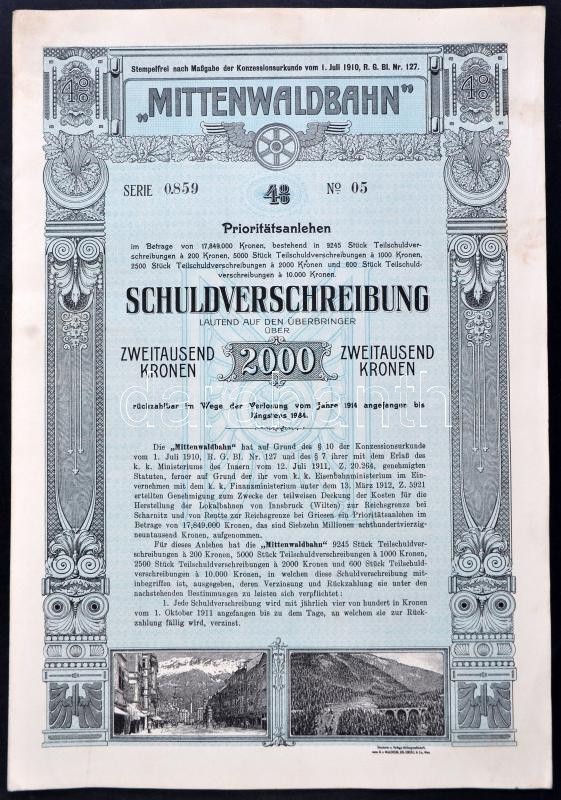 Stempelfrei nach Maßgabe der Konzessionsurkunde vom 1. Juli 1910, R. G. Bl. Nr. 127.
4% 4%
„MITTENWALDBAHN"
SERIE 0.859 4% No 05
Prioritätsanlehen
im Betrage von 17,849.000 Kronen, bestehend in 9245 Stück Teilschuldver-
schreibungen à 200 Kronen, 5000 Stück Teilschuldverschreibungen à 1000 Kronen,
2500 Stück Teilschuldverschreibungen à 2000 Kronen und 600 Stück Teilschuld-
verschreibungen à 10.000 Kronen.
SCHULDVERSCHREIBUNG
LAUTEND AUF DEN ÜBERBRINGER
ÜBER
ZWEITAUSEND KRONEN 2000 ZWEITAUSEND KRONEN
darabanth
rückzahlbar im Wege der Verlosung vom Jahre 1914 angefangen bis
längstens 1984.
Die „Mittenwaldbahn" hat auf Grund des § 10 der Konzessionsurkunde
vom 1. Juli 1910, R. G. Bl. Nr. 127 und des § 7 ihrer mit dem Erlaß des
k. k. Ministeriums des Innern vom 12. Juli 1911, Z. 20.264, genehmigten
Statuten, ferner auf Grund der ihr vom k. k. Eisenbahnministerium im Ein-
vernehmen mit dem k. k. Finanzministerium unter dem 13. März 1912, Z. 5921
erteilten Genehmigung zum Zwecke der teilweisen Deckung der Kosten für die
Herstellung der Lokalbahnen von Innsbruck (Wilten) zur Reichsgrenze bei
Scharnitz und von Reutte zur Reichsgrenze bei Griesen ein Prioritätsanlehen im
Betrage von 17,849.000 Kronen, das sind Siebzehn Millionen achthundertvierzig-
neuntausend Kronen, aufgenommen.
Für dieses Anlehen hat die „Mittenwaldbahn" 9245 Stück Teilschuldver-
schreibungen à 200 Kronen, 5000 Stück Teilschuldverschreibungen à 1000 Kronen,
2500 Stück Teilschuldverschreibungen à 2000 Kronen und 600 Stück Teilschuldver-
schreibungen à 10.000 Kronen, in welchen diese Schuldverschreibung mit-
inbegriffen ist, ausgegeben, deren Verzinsung und Rückzahlung sie unter den
nachstehenden Bestimmungen zu leisten sich verpflichtet:
1. Jede Schuldverschreibung wird mit jährlich vier von hundert in Kronen
vom 1. Oktober 1911 angefangen bis zu dem Tage, an welchem sie zur Rück-
zahlung fällig wird, verzinst.
4% 4%